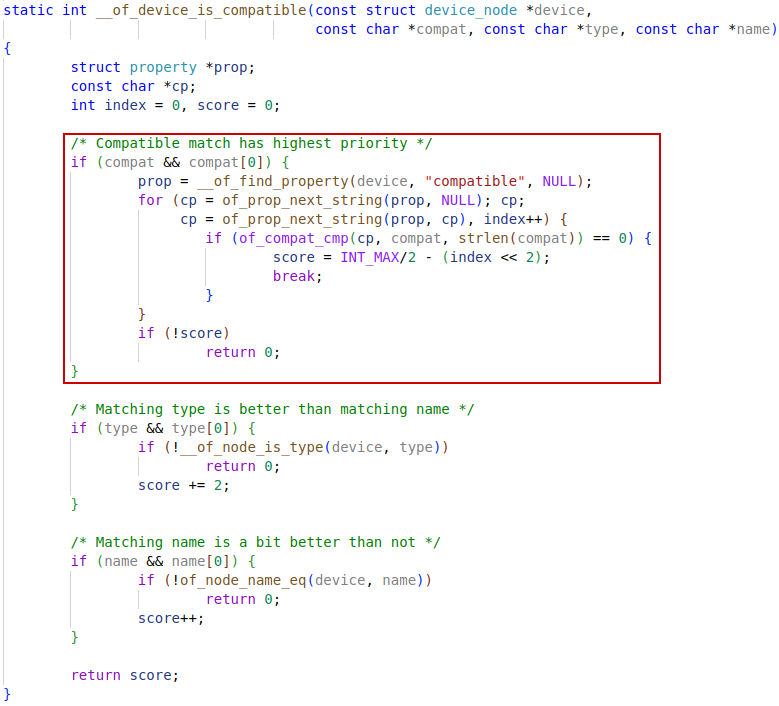 static int __of_device_is_compatible(const struct device_node *device,
                                     const char *compat, const char *type, const char *name)
{
        struct property *prop;
        const char *cp;
        int index = 0, score = 0;

        /* Compatible match has highest priority */
        if (compat && compat[0]) {
                prop = __of_find_property(device, "compatible", NULL);
                for (cp = of_prop_next_string(prop, NULL); cp;
                     cp = of_prop_next_string(prop, cp), index++) {
                        if (of_compat_cmp(cp, compat, strlen(compat)) == 0) {
                                score = INT_MAX/2 - (index << 2);
                                break;
                        }
                }
                if (!score)
                        return 0;
        }

        /* Matching type is better than matching name */
        if (type && type[0]) {
                if (!__of_node_is_type(device, type))
                        return 0;
                score += 2;
        }

        /* Matching name is a bit better than not */
        if (name && name[0]) {
                if (!of_node_name_eq(device, name))
                        return 0;
                score++;
        }

        return score;
}